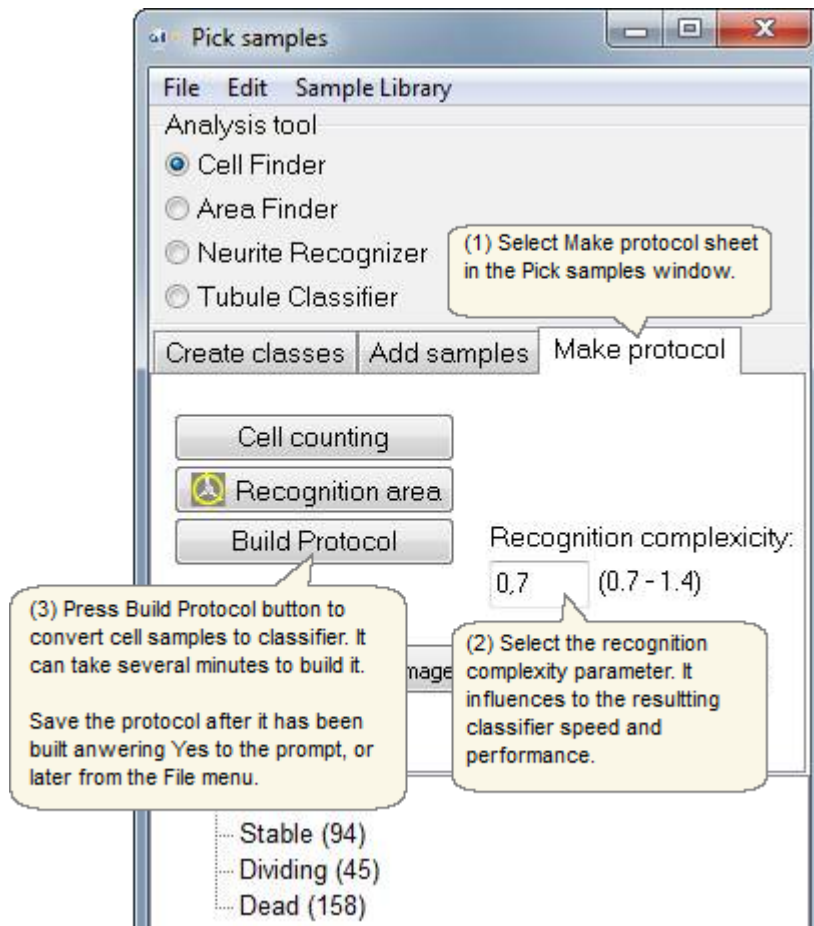 Pick samples
File Edit Sample Library
Analysis tool
Cell Finder
Area Finder
Neurite Recognizer
Tubule Classifier
(1) Select Make protocol sheet
in the Pick samples window.
Create classes Add samples Make protocol
Cell counting
Recognition area
Build Protocol
Recognition complexicity:
0,7 (0.7 - 1.4)
(3) Press Build Protocol button to
convert cell samples to classifier. It
can take several minutes to build it.
Save the protocol after it has been
built anwering Yes to the prompt, or
later from the File menu.
(2) Select the recognition
complexity parameter. It
influences to the resultting
classifier speed and
performance.
Stable (94)
Dividing (45)
Dead (158)